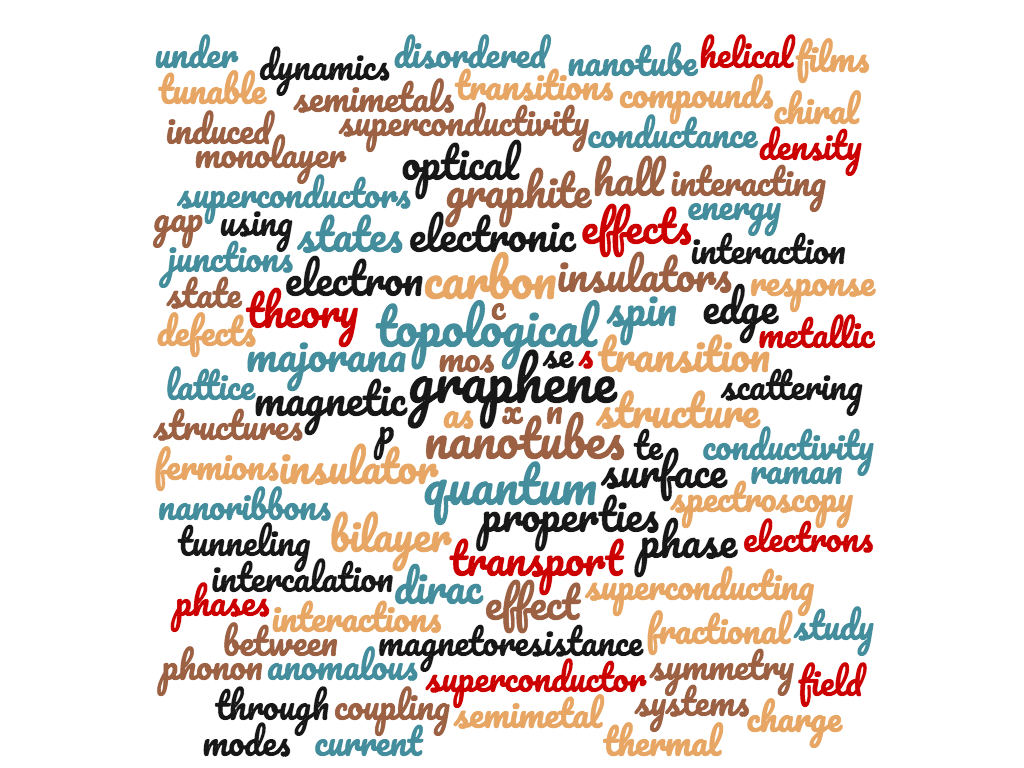 under dynamics disordered nanotube helical films
tunable semimetals transitions compounds chiral
induced superconductivity conductance density
monolayer optical
superconductors graphite hall interacting
gap using states electronic effects energy
junctions interaction
state electron carbon insulators response
theory c spin edge
defects topological metallic
majorana mos se s transition
lattice magnetic graphene scattering
structures p as x n structure
nanotubes te conductivity
fermions insulator surface raman
nanoribbons quantum spectroscopy
tunneling bilayer properties phase electrons
intercalation transport
phases dirac effect superconducting
interactions fractional study
between magnetoresistance
phonon anomalous superconductor symmetry field
through coupling semimetal systems charge
modes current thermal